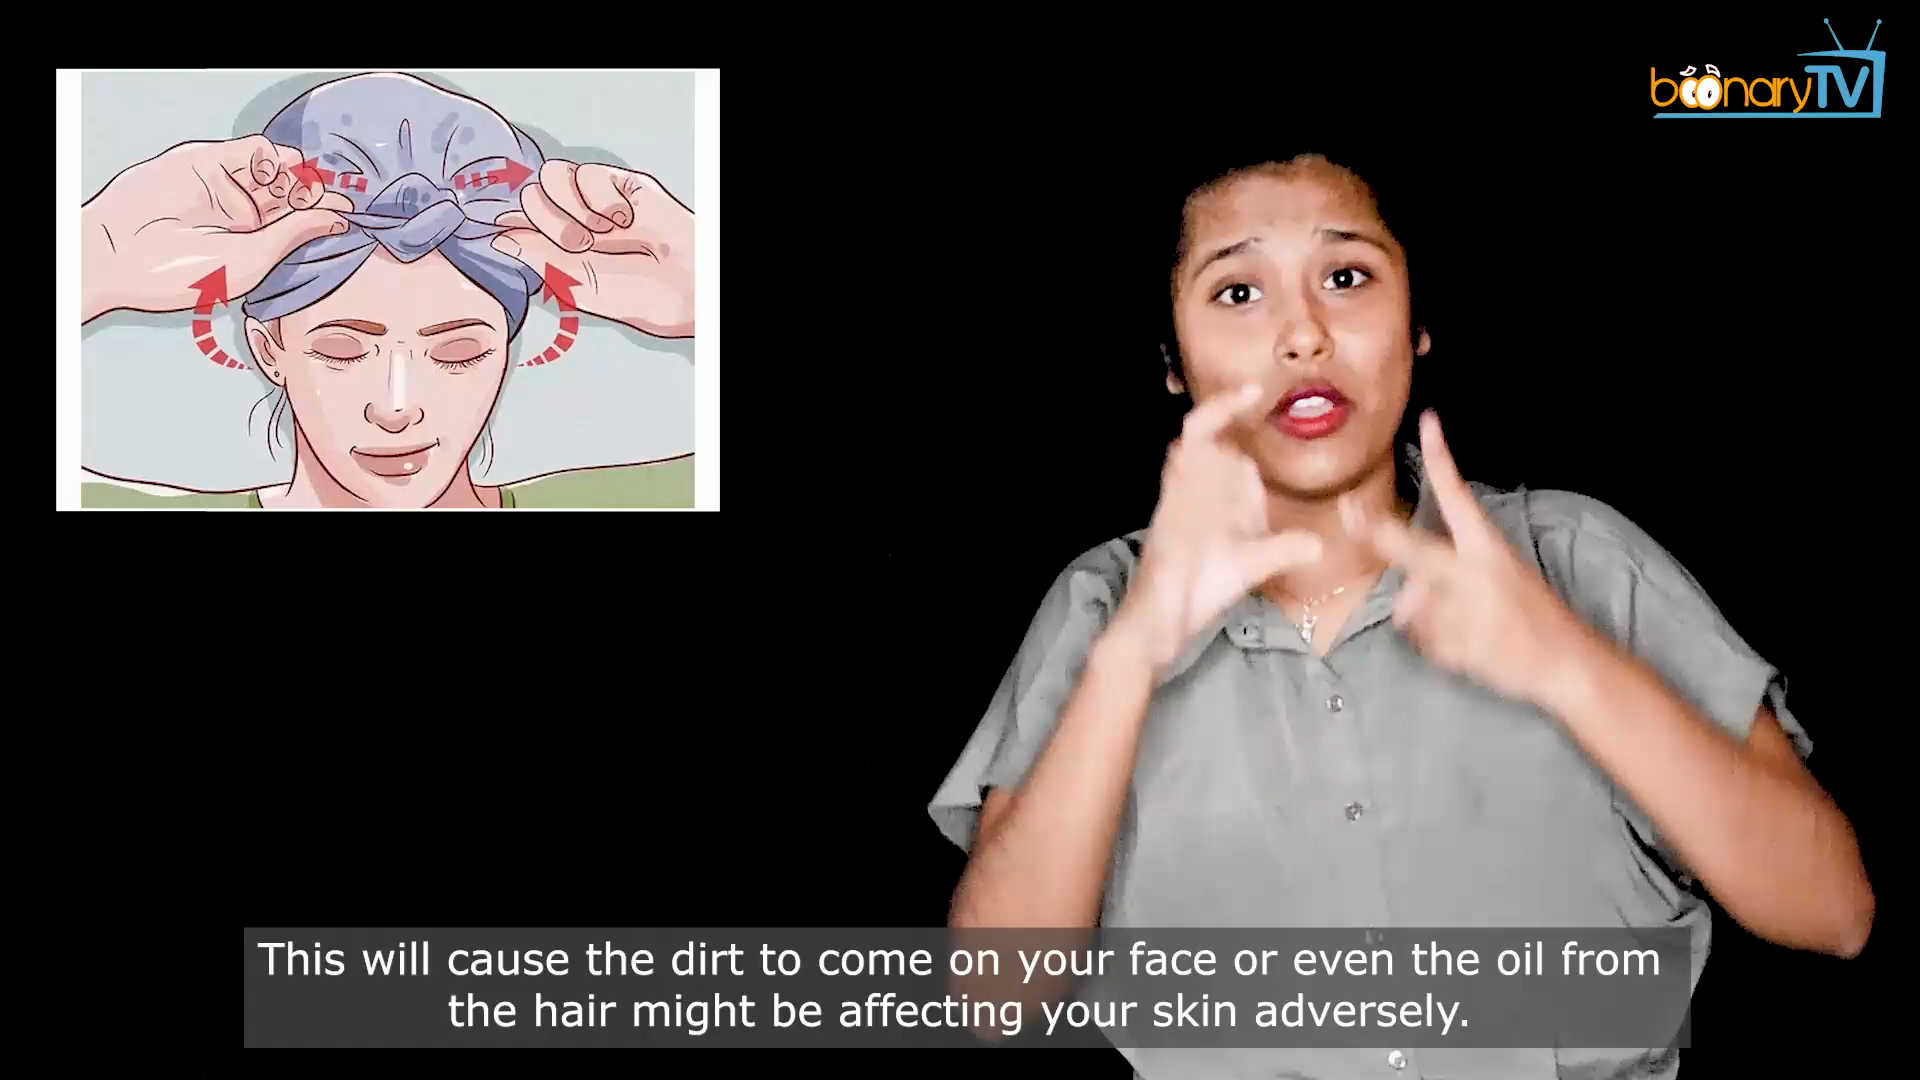 boonaryTV
This will cause the dirt to come on your face or even the oil from
the hair might be affecting your skin adversely.